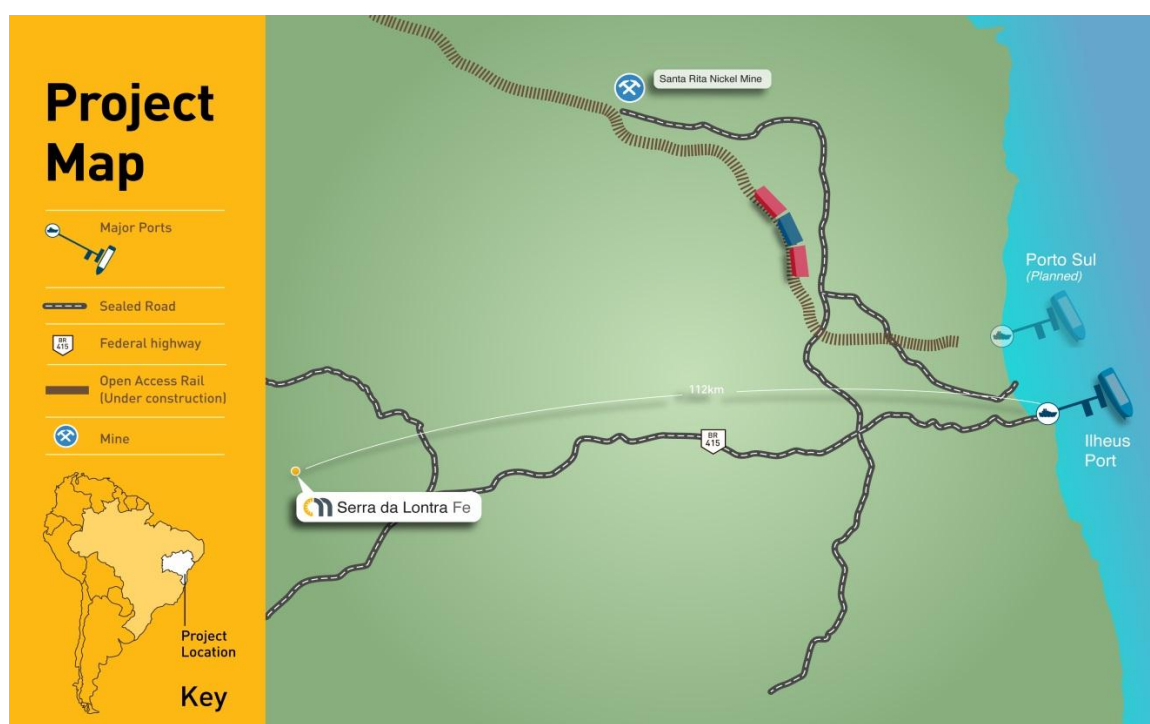 Project
Map
Major Ports
Sealed Road
BR
415
Federal highway
Open Access Rail
(Under construction)
Mine
Project
Location
Key
Santa Rita Nickel Mine
Porto Sul
(Planned)
112km
BR
415
Ilheus
Port
Serra da Lontra Fe